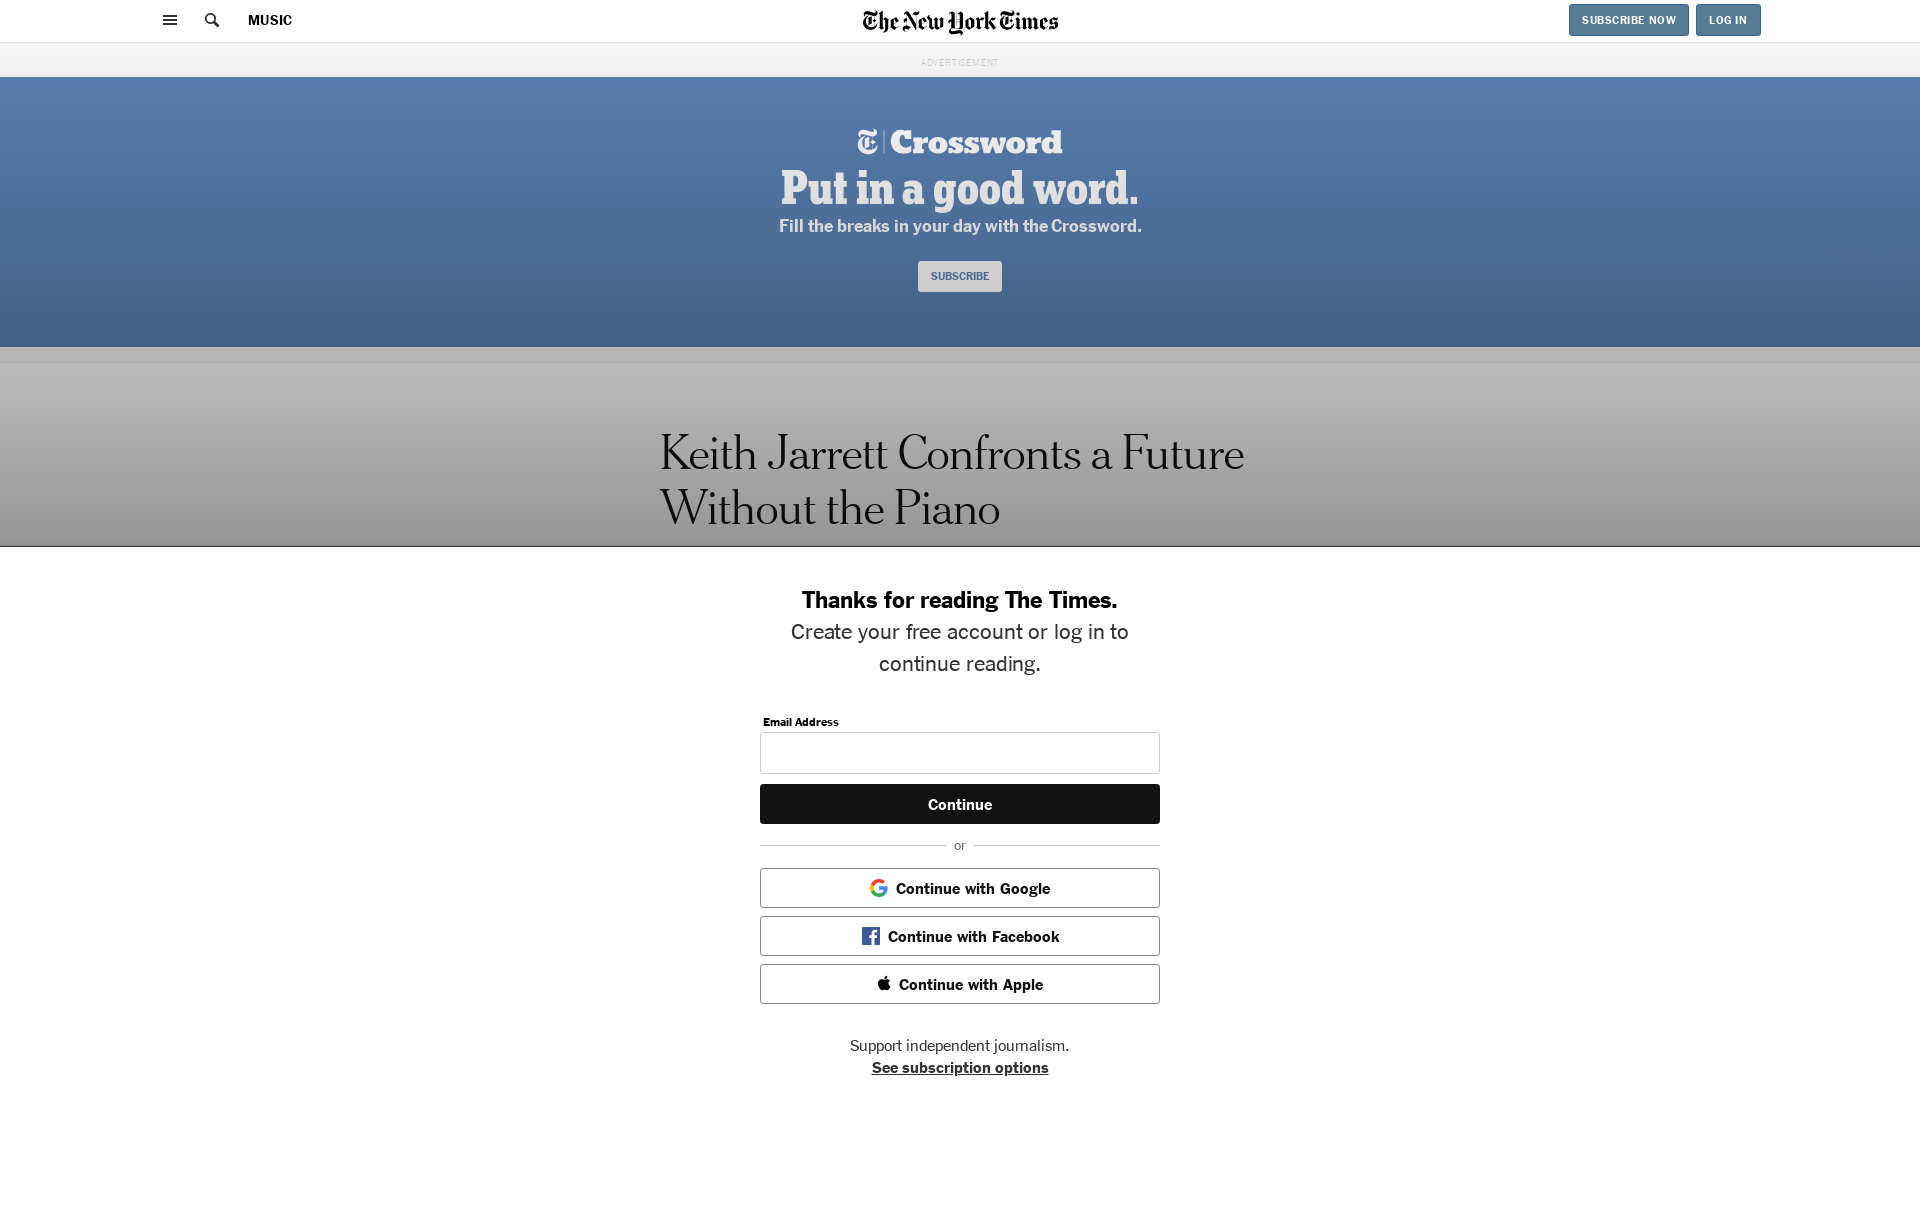 MUSIC
The New York Times
SUBSCRIBE NOW
LOG IN
ADVERTISEMENT
T Crossword
Put in a good word.
Fill the breaks in your day with the Crossword.
SUBSCRIBE
Keith Jarrett Confronts a Future
Without the Piano
Thanks for reading The Times.
Create your free account or log in to
continue reading.
Email Address
Continue
or
Continue with Google
Continue with Facebook
Continue with Apple
Support independent journalism.
See subscription options